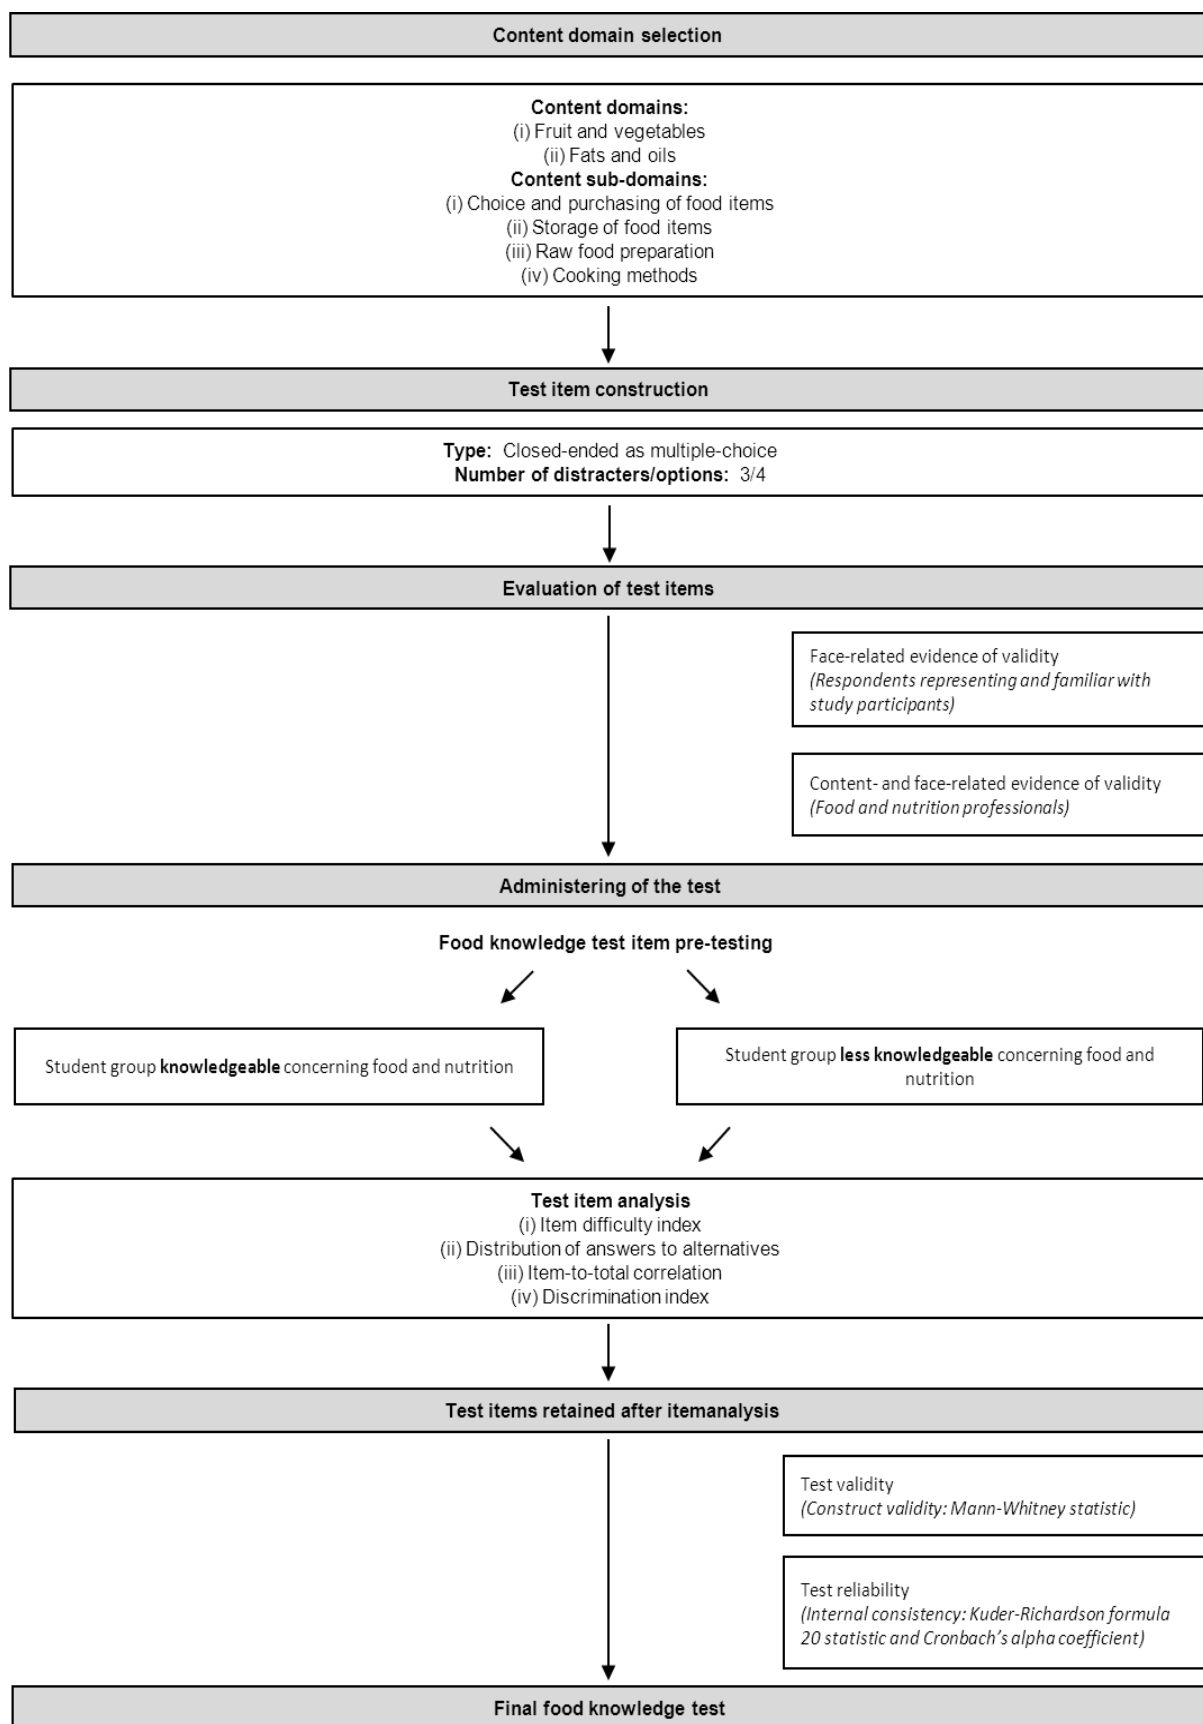 Content domain selection
Content domains:
(i) Fruit and vegetables
(ii) Fats and oils
Content sub-domains:
(i) Choice and purchasing of food items
(ii) Storage of food items
(iii) Raw food preparation
(iv) Cooking methods
Test item construction
Type: Closed-ended as multiple-choice
Number of distracters/options: 3/4
Evaluation of test items
Face-related evidence of validity
(Respondents representing and familiar with
study participants)
Content- and face-related evidence of validity
(Food and nutrition professionals)
Administering of the test
Food knowledge test item pre-testing
Student group knowledgeable concerning food and nutrition
Student group less knowledgeable concerning food and
nutrition
Test item analysis
(i) Item difficulty index
(ii) Distribution of answers to alternatives
(iii) Item-to-total correlation
(iv) Discrimination index
Test items retained after itemanalysis
Test validity
(Construct validity: Mann-Whitney statistic)
Test reliability
(Internal consistency: Kuder-Richardson formula
20 statistic and Cronbach’s alpha coefficient)
Final food knowledge test